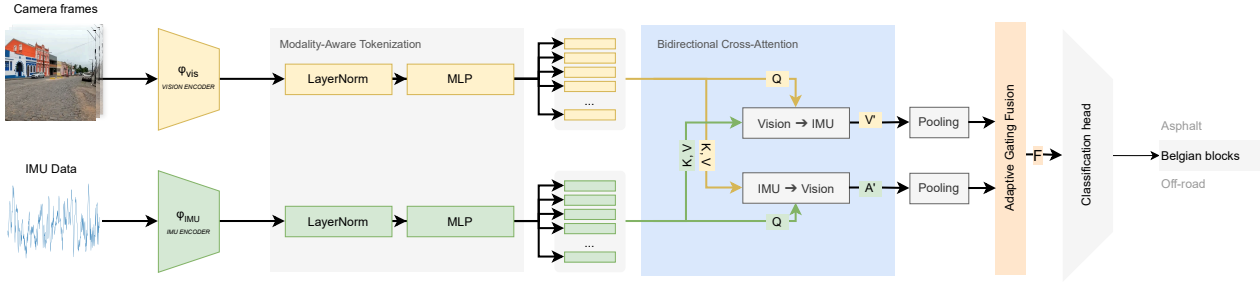 Camera frames
φvis
VISION ENCODER
Modality-Aware Tokenization
LayerNorm
MLP
...
Bidirectional Cross-Attention
Q
Vision ➔ IMU
V'
Pooling
K, V
K, V
IMU Data
φIMU
IMU ENCODER
LayerNorm
MLP
...
IMU ➔ Vision
A'
Pooling
Q
Adaptive Gating Fusion
F
Classification head
Asphalt
Belgian blocks
Off-road